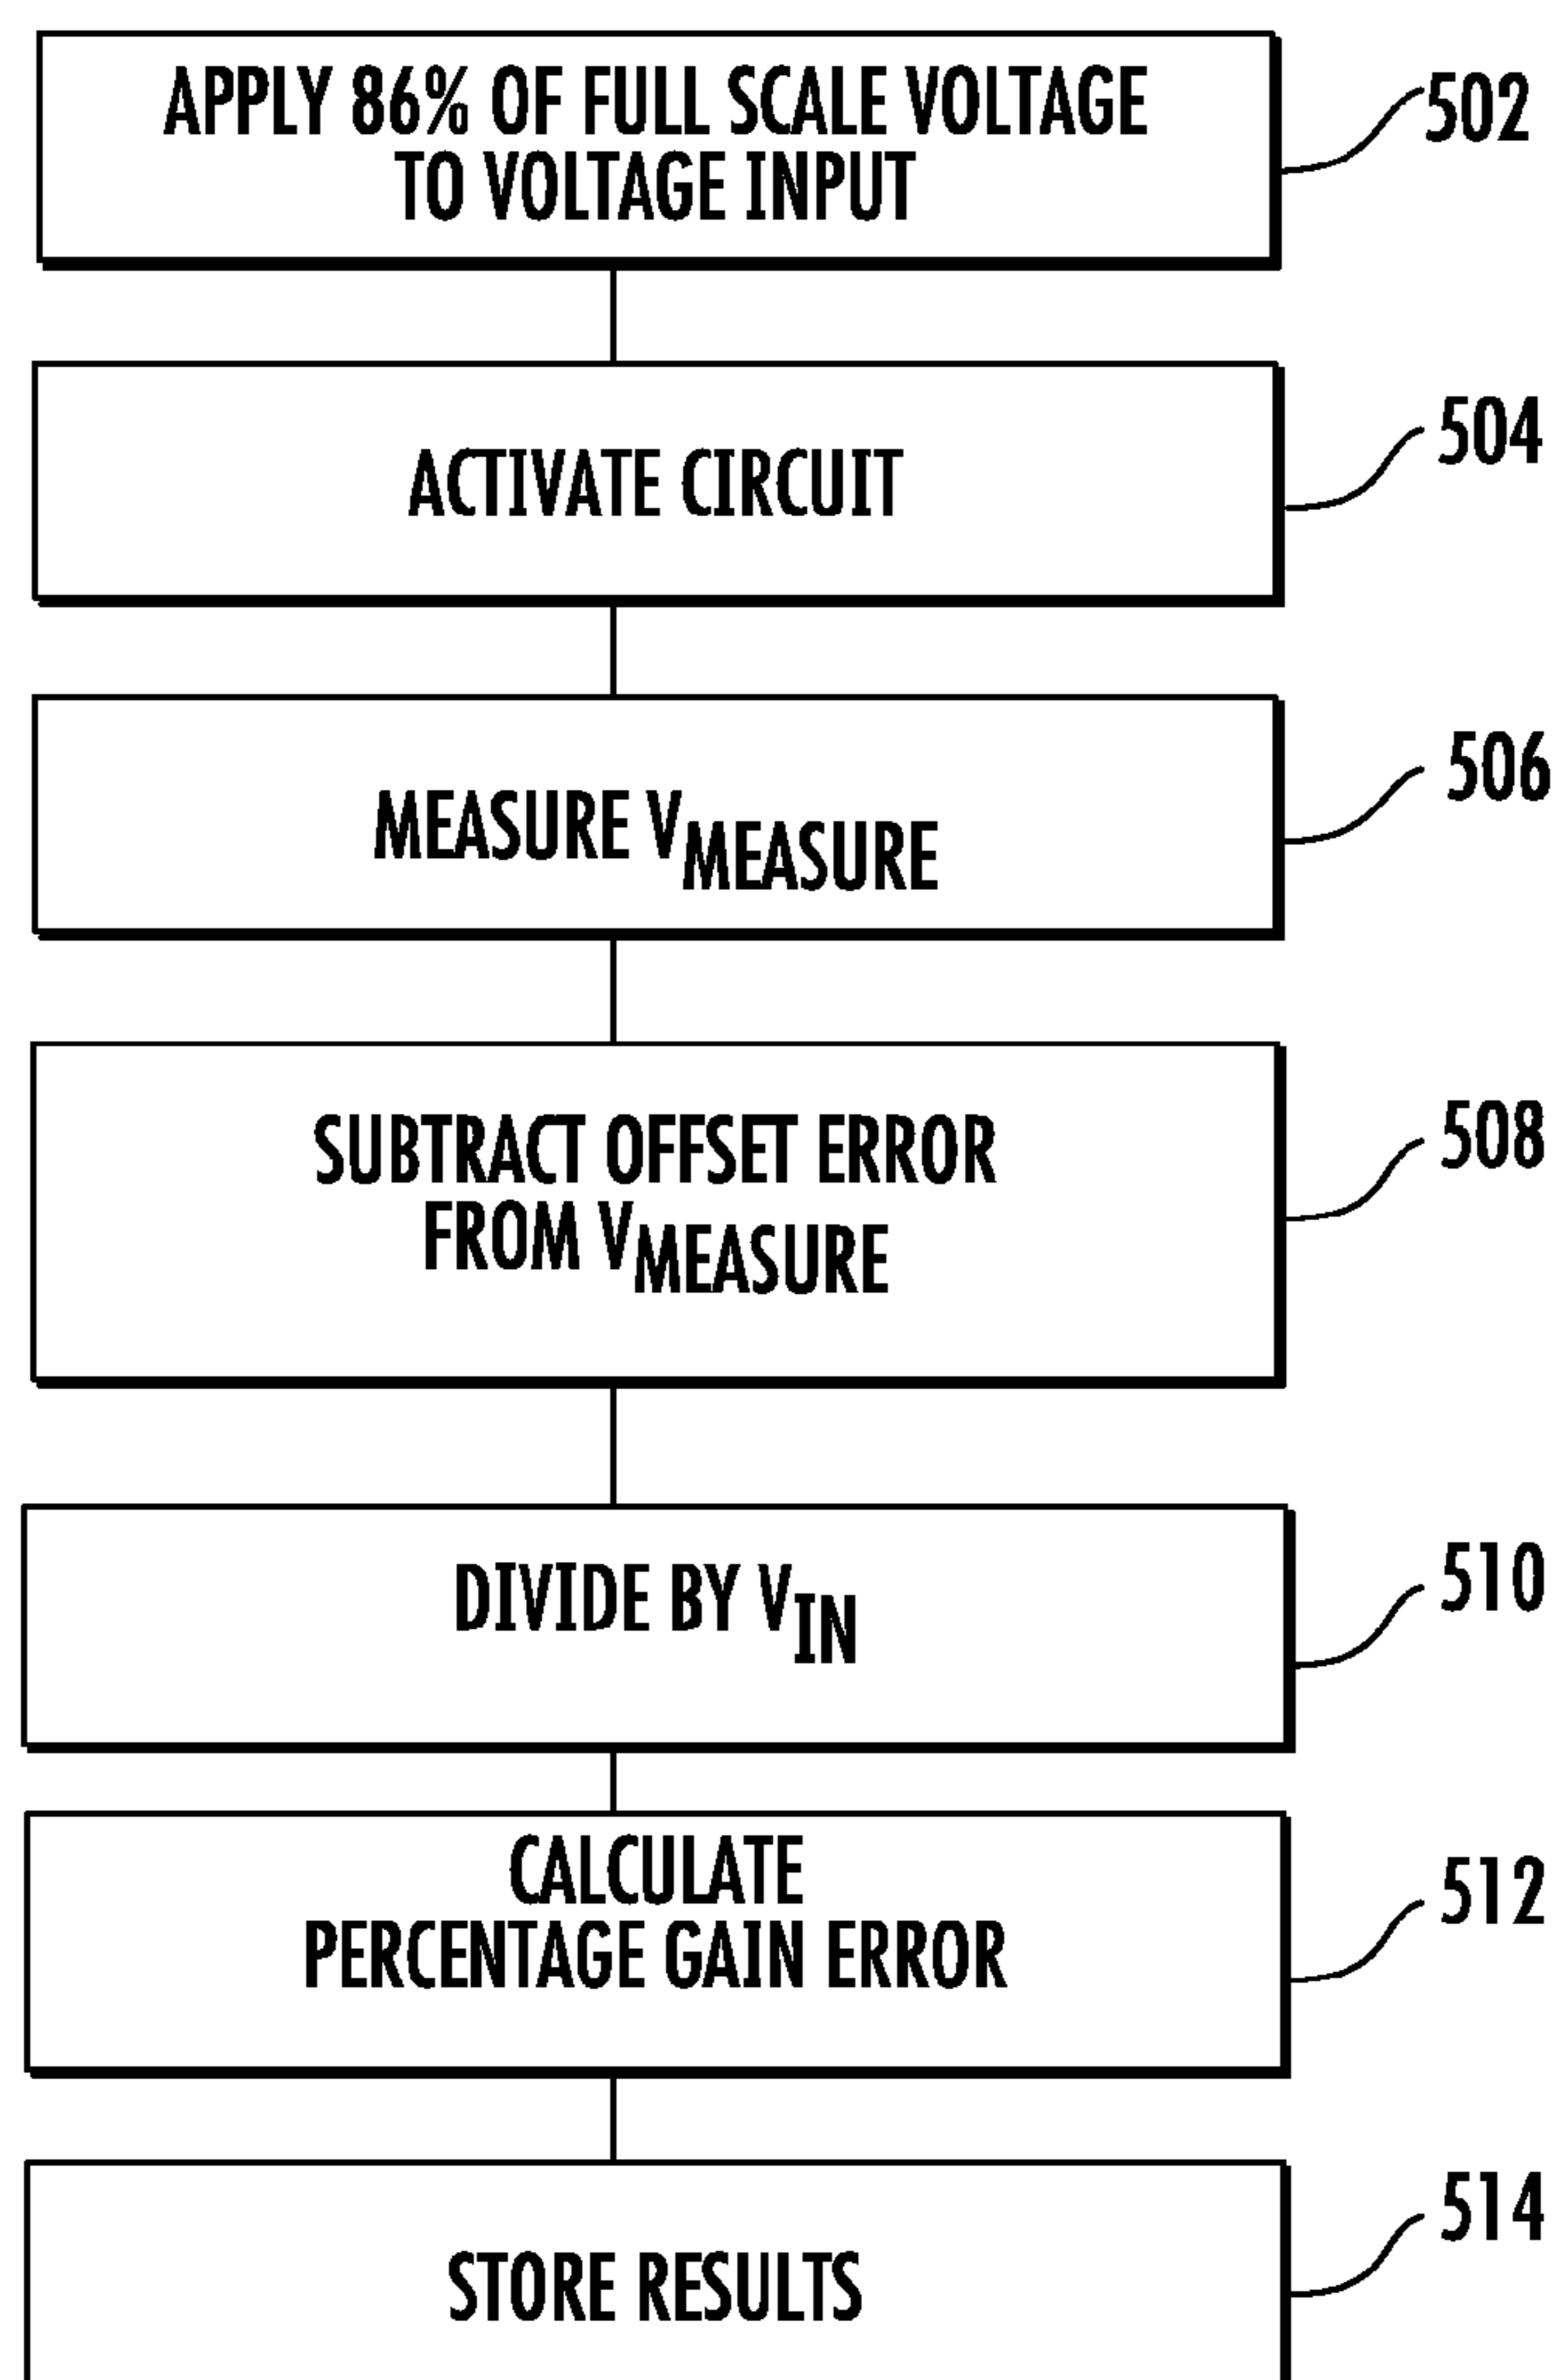 APPLY 86% OF FULL SCALE VOLTAGE
TO VOLTAGE INPUT
502
ACTIVATE CIRCUIT
504
MEASURE VMEASURE
506
SUBTRACT OFFSET ERROR
FROM VMEASURE
508
DIVIDE BY VIN
510
CALCULATE
PERCENTAGE GAIN ERROR
512
STORE RESULTS
514